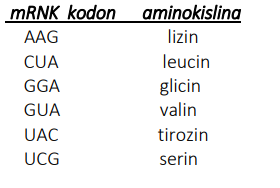 mRNK kodon aminokislina
AAG lizin
CUA leucin
GGA glicin
GUA valin
UAC tirozin
UCG serin